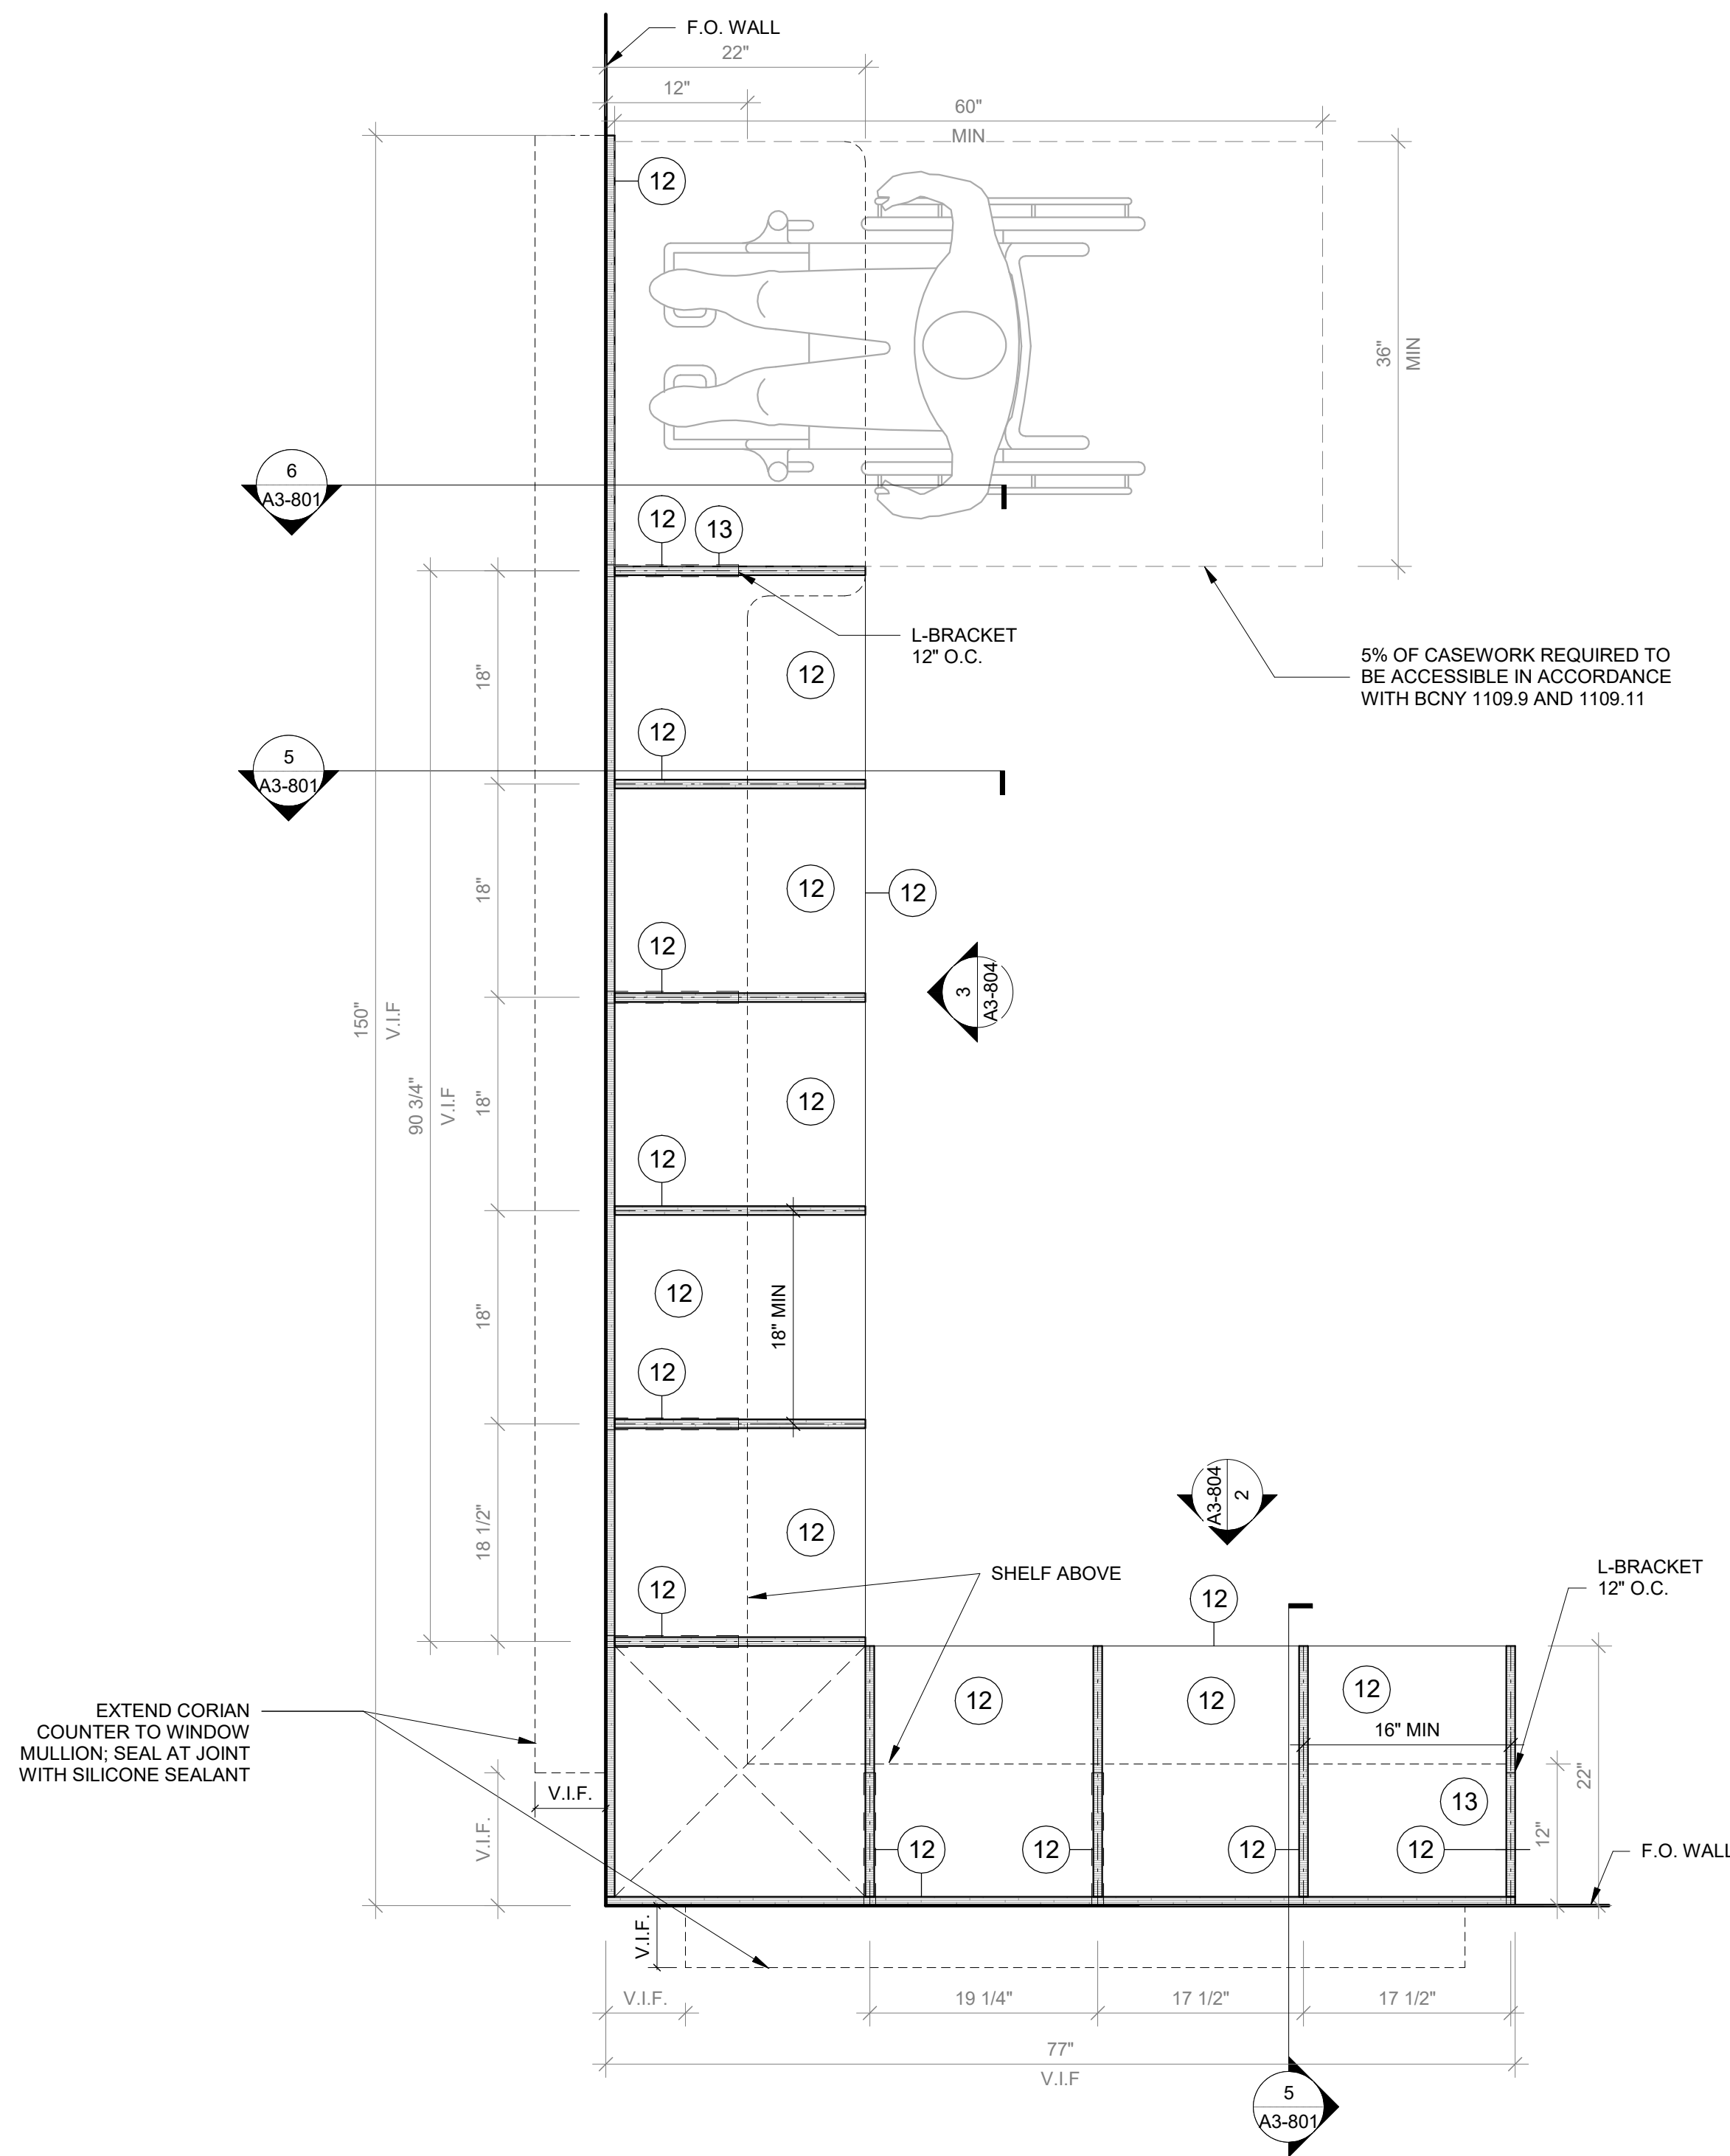 F.O. WALL
22"
12"
60"
MIN
12
36"
MIN
6
A3-801
12
13
L-BRACKET
12" O.C.
5% OF CASEWORK REQUIRED TO
BE ACCESSIBLE IN ACCORDANCE
WITH BCNY 1109.9 AND 1109.11
18"
12
12
5
A3-801
18"
12
12
12
3
A3-804
150"
V.I.F
90 3/4"
V.I.F
18"
12
12
18"
12
18" MIN
12
18 1/2"
12
12
A3-804
2
SHELF ABOVE
12
L-BRACKET
12" O.C.
EXTEND CORIAN
COUNTER TO WINDOW
MULLION; SEAL AT JOINT
WITH SILICONE SEALANT
12
12
12
16" MIN
22"
V.I.F.
V.I.F.
13
12"
12
12
12
12
F.O. WALL
V.I.F.
V.I.F.
19 1/4"
17 1/2"
17 1/2"
77"
V.I.F
5
A3-801